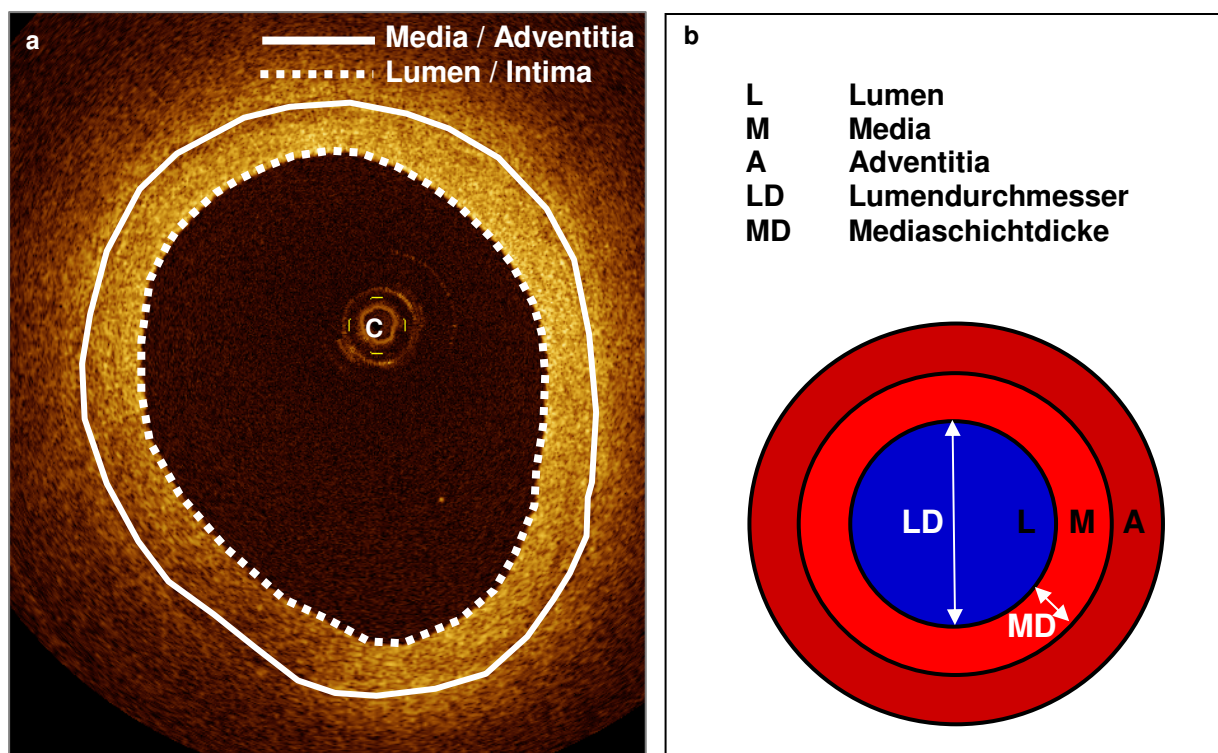 a
Media / Adventitia
Lumen / Intima
C
b
L Lumen
M Media
A Adventitia
LD Lumendurchmesser
MD Mediaschichtdicke
LD L M A
MD